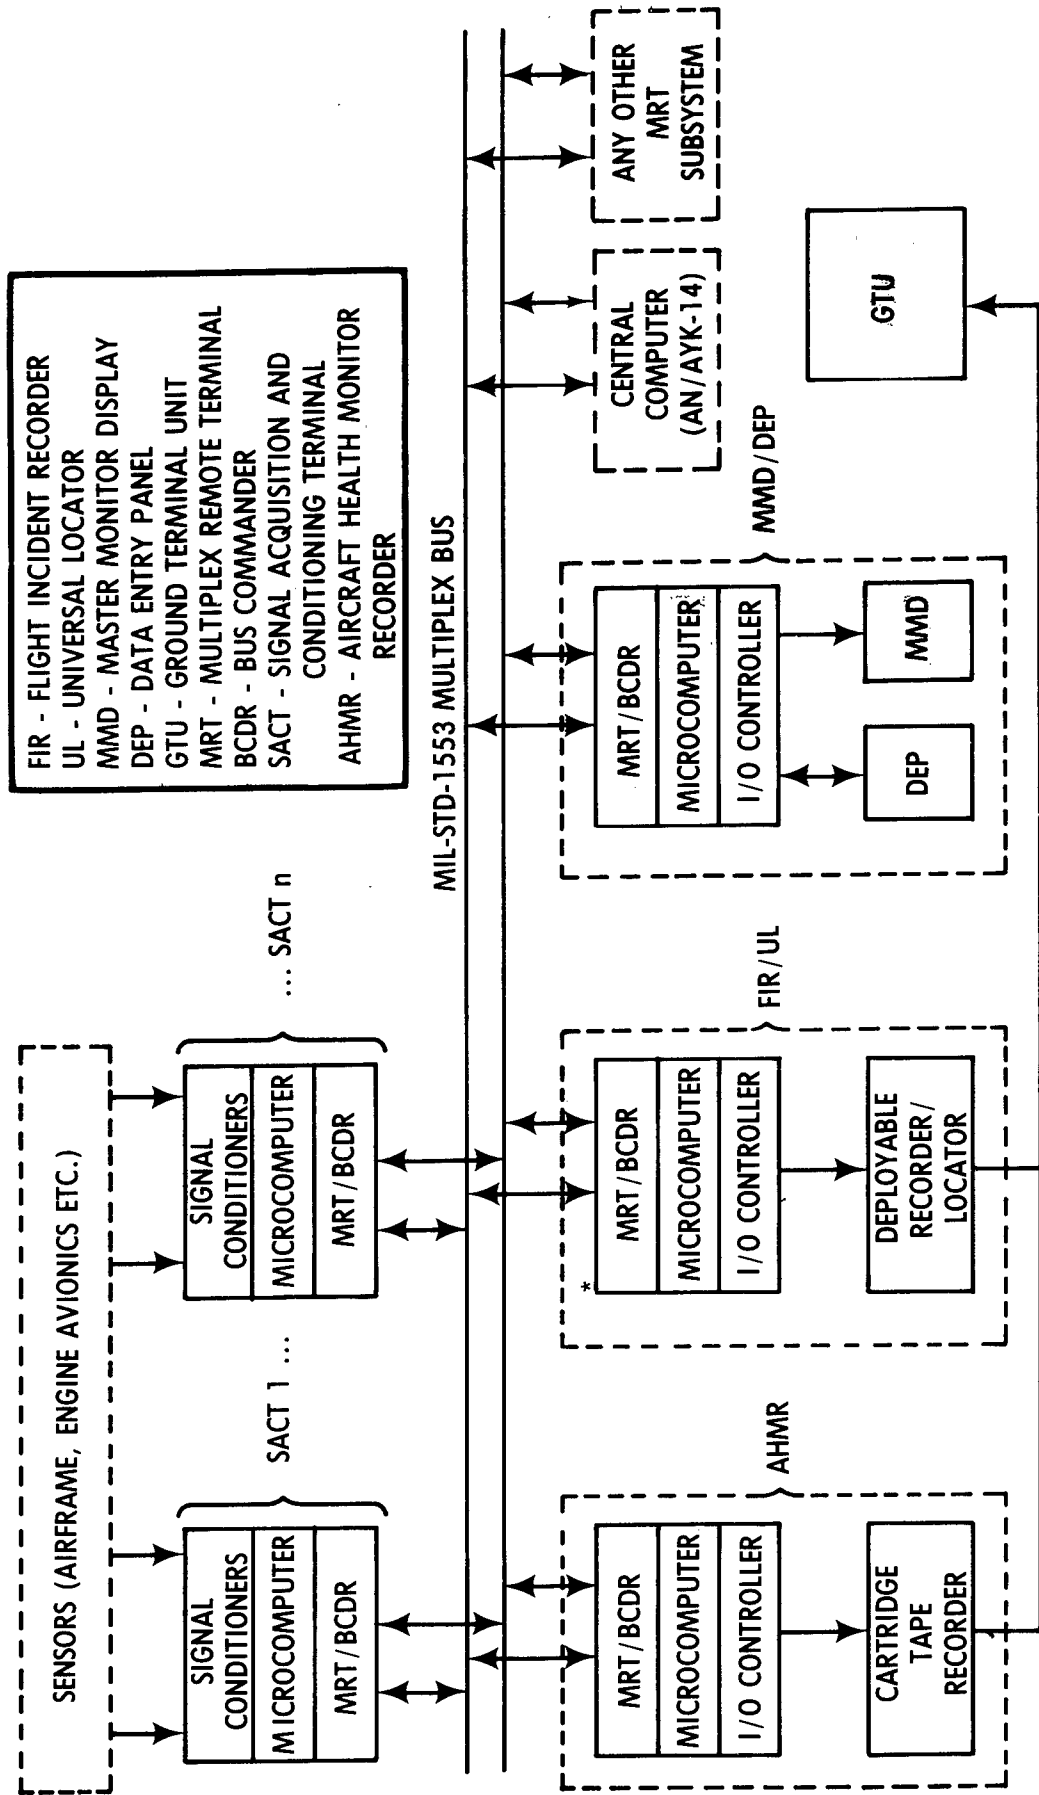 FIR - FLIGHT INCIDENT RECORDER
UL - UNIVERSAL LOCATOR
MMD - MASTER MONITOR DISPLAY
DEP - DATA ENTRY PANEL
GTU - GROUND TERMINAL UNIT
MRT - MULTIPLEX REMOTE TERMINAL
BCDR - BUS COMMANDER
SACT - SIGNAL ACQUISITION AND
CONDITIONING TERMINAL
AHMR - AIRCRAFT HEALTH MONITOR
RECORDER
SENSORS (AIRFRAME, ENGINE AVIONICS ETC.)
SIGNAL
CONDITIONERS
MICROCOMPUTER
MRT/BCDR
SACT 1 ...
SIGNAL
CONDITIONERS
MICROCOMPUTER
MRT/BCDR
... SACT n
MIL-STD-1553 MULTIPLEX BUS
MRT/BCDR
MICROCOMPUTER
I/O CONTROLLER
CARTRIDGE
TAPE
RECORDER
AHMR
*
MRT/BCDR
MICROCOMPUTER
I/O CONTROLLER
DEPLOYABLE
RECORDER/
LOCATOR
FIR/UL
MRT/BCDR
MICROCOMPUTER
I/O CONTROLLER
DEP
MMD
MMD/DEP
CENTRAL
COMPUTER
(AN/AYK-14)
ANY OTHER
MRT
SUBSYSTEM
GTU